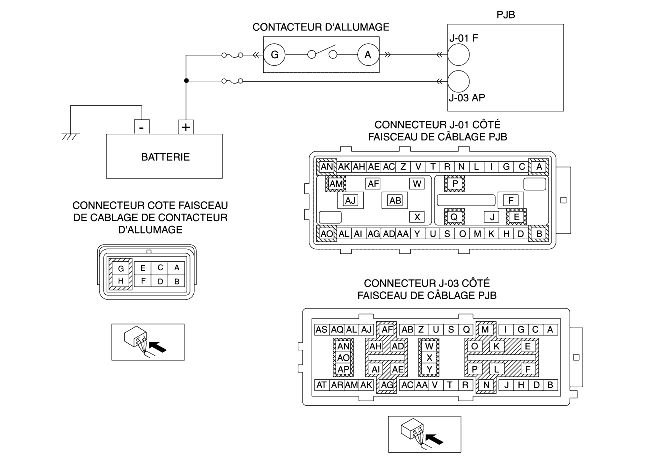 CONTACTEUR D'ALLUMAGE
PJB
G
A
J-01 F
J-03 AP
- +
BATTERIE
CONNECTEUR J-01 CÔTÉ
FAISCEAU DE CÂBLAGE PJB
AN AK AH AE AC Z V T R N L I G C A
AM AF W P
AJ AB F
X Q J E
AO AL AI AG AD AA Y U S O M K H D B
CONNECTEUR COTE FAISCEAU
DE CABLAGE DE CONTACTEUR
D'ALLUMAGE
G E C A
H F D B
CONNECTEUR J-03 CÔTÉ
FAISCEAU DE CÂBLAGE PJB
AS AQ AL AJ AF AB Z U S Q M I G C A
AN AH AD W O K E
AO X
AP AI AE Y P L F
AT AR AM AK AG AC AA V T R N J H D B